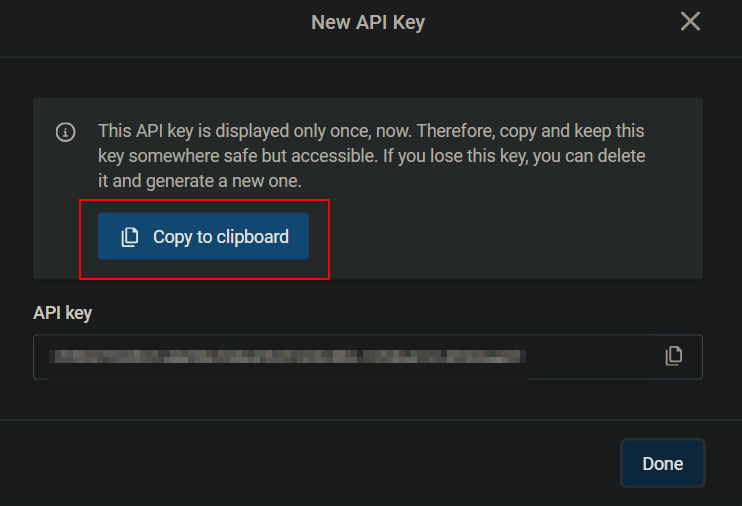 New API Key
This API key is displayed only once, now. Therefore, copy and keep this
key somewhere safe but accessible. If you lose this key, you can delete
it and generate a new one.
Copy to clipboard
API key
Done